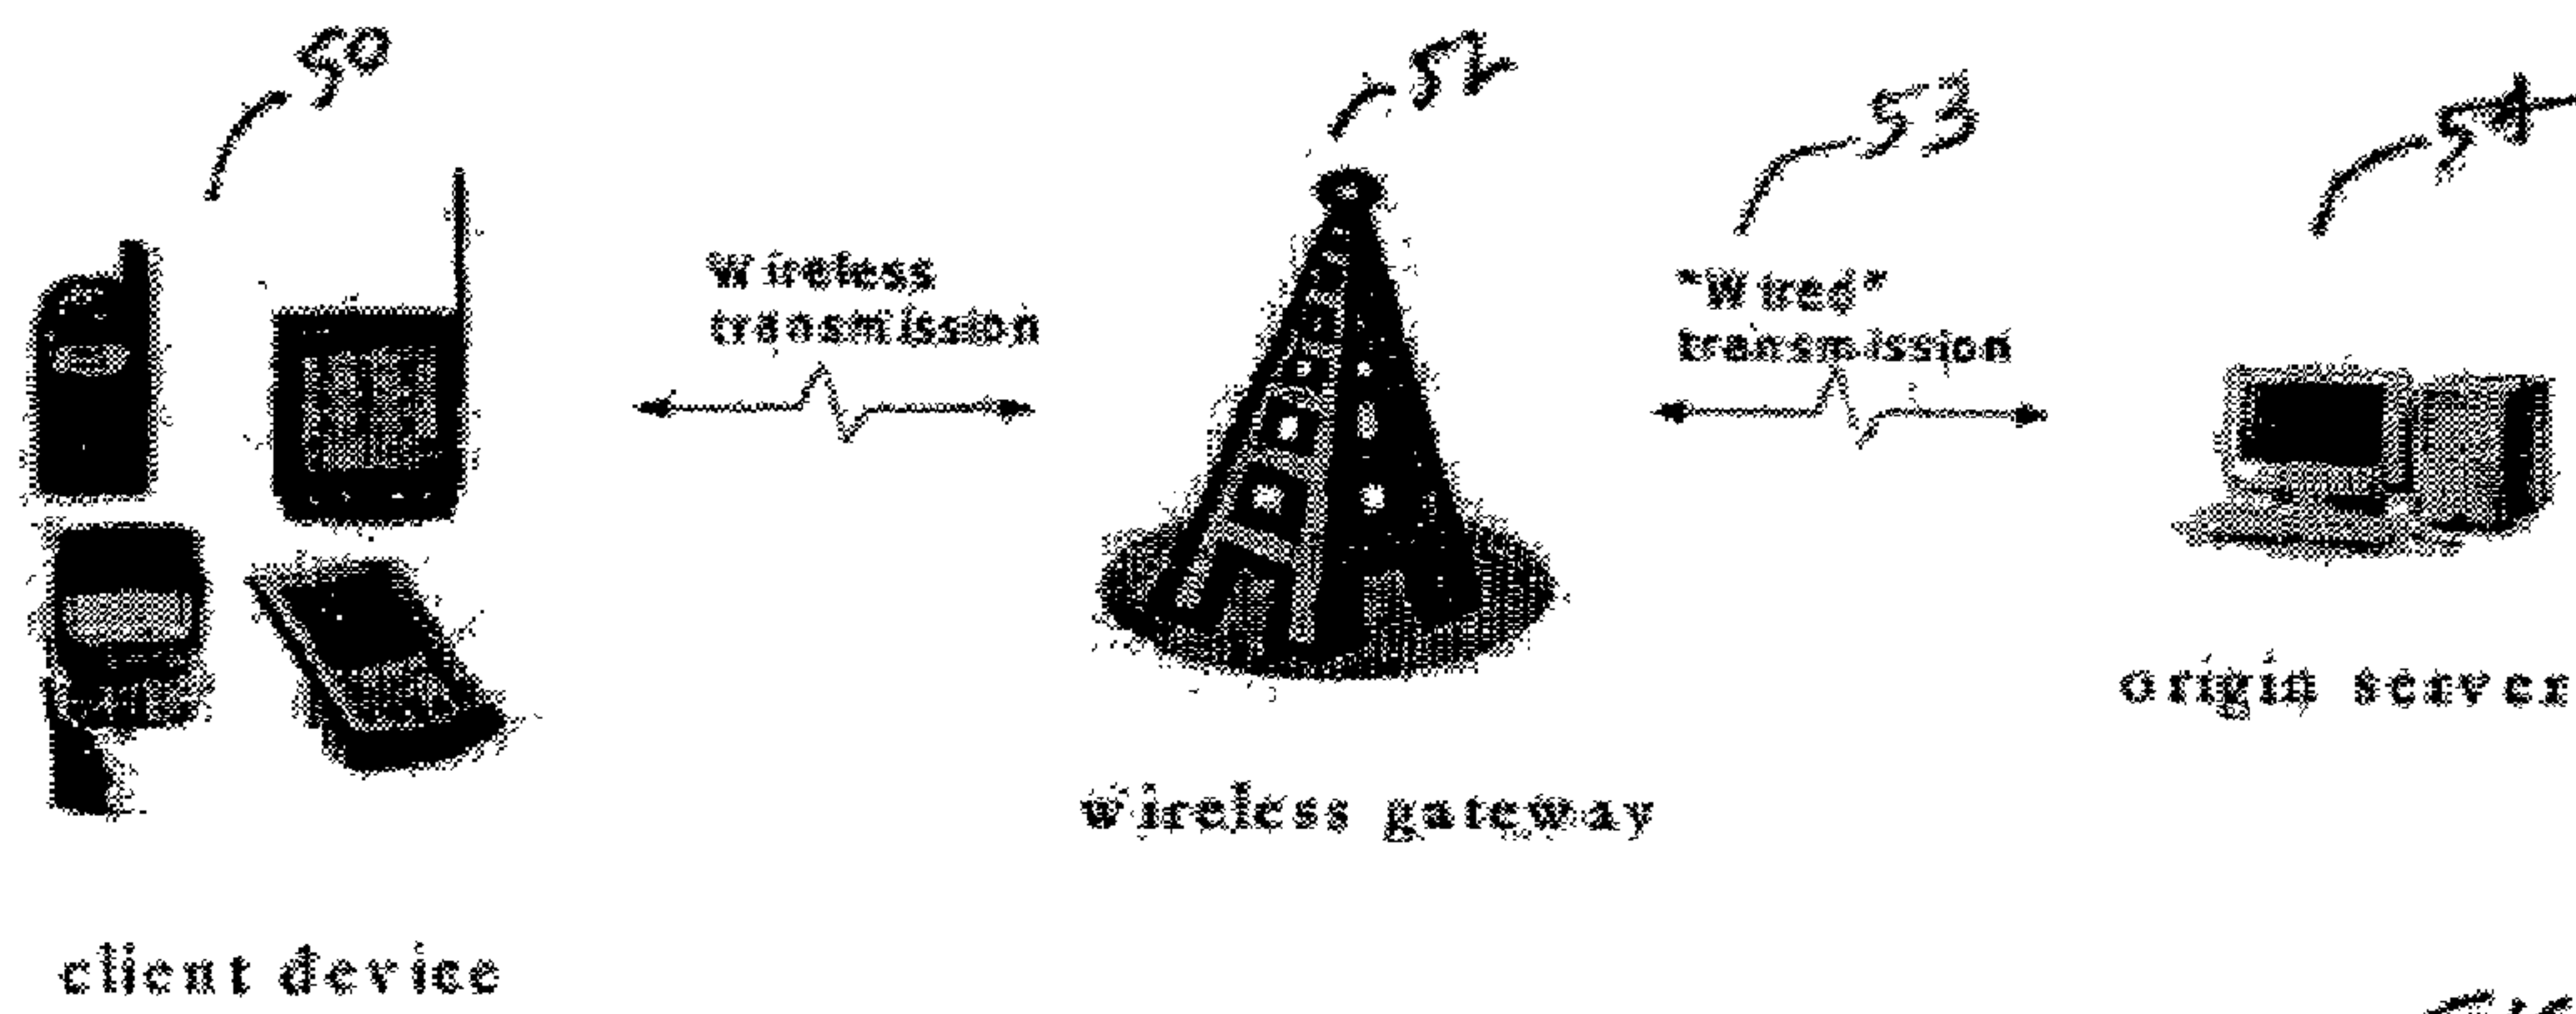 50
52
53
54
Wireless
transmission
"Wired"
transmission
origin server
wireless gateway
client device